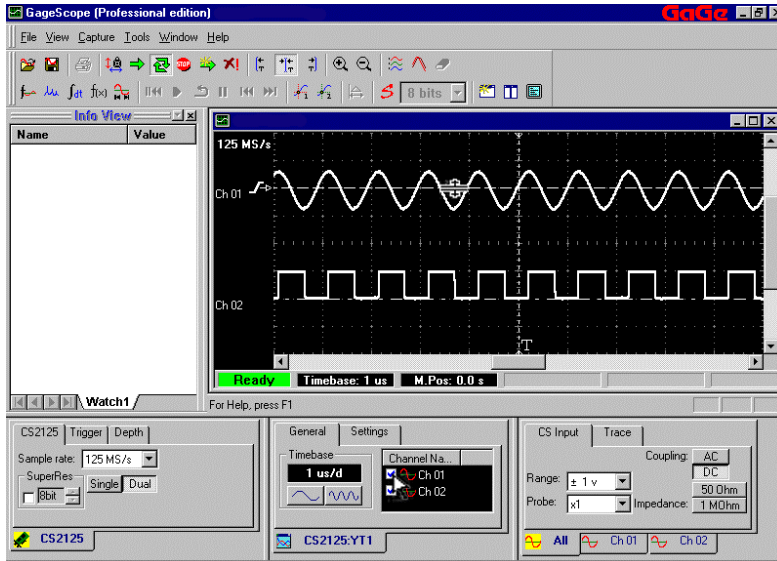 GageScope (Professional edition)
GaGe
File View Capture Tools Window Help
8 bits
Info View
Name Value
Watch1
125 MS/s
Ch 01
Ch 02
T
Ready Timebase: 1 us M.Pos: 0.0 s
For Help, press F1
CS2125 Trigger Depth
Sample rate: 125 MS/s
SuperRes
8bit Single Dual
CS2125
General Settings
Timebase
1 us/d
Channel Na...
Ch 01
Ch 02
CS2125:YT1
CS Input Trace
Coupling: AC
DC
Range: ± 1 v
50 Ohm
Probe: x1 Impedance: 1 MOhm
All Ch 01 Ch 02